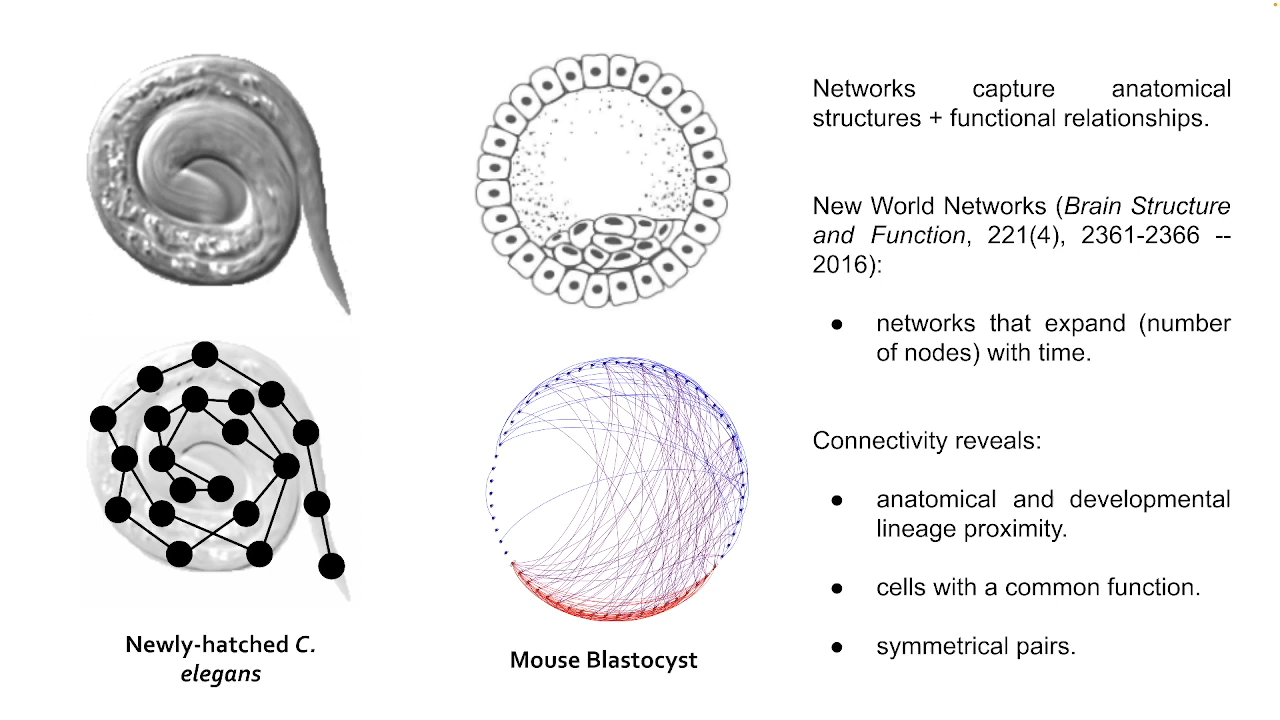 Networks capture anatomical
structures + functional relationships.
New World Networks (Brain Structure
and Function, 221(4), 2361-2366 --
2016):
● networks that expand (number
of nodes) with time.
Connectivity reveals:
● anatomical and developmental
lineage proximity.
● cells with a common function.
● symmetrical pairs.
Newly-hatched C.
elegans
Mouse Blastocyst